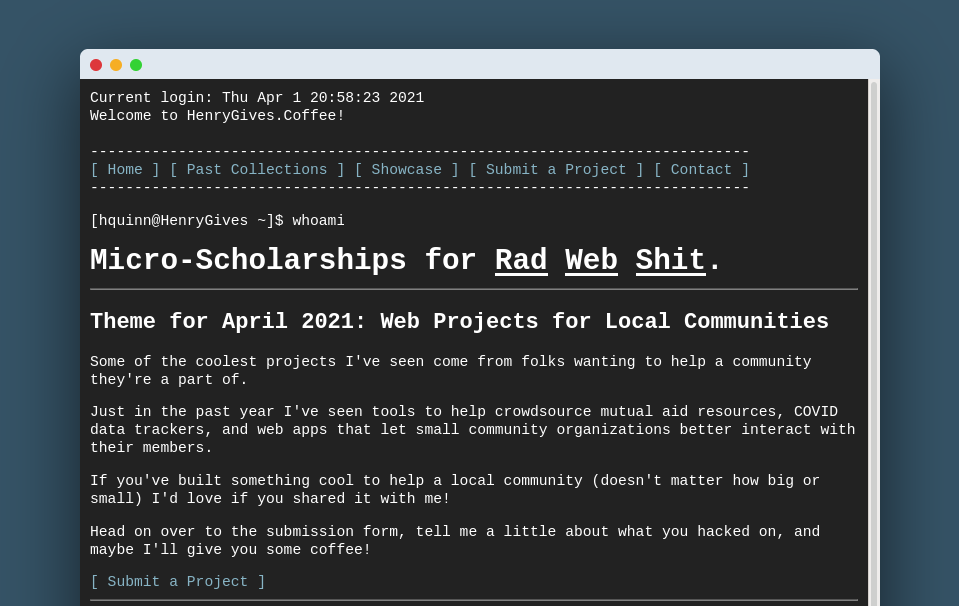 Current login: Thu Apr 1 20:58:23 2021
Welcome to HenryGives.Coffee!
---------------------------------------------------------------------------
[ Home ] [ Past Collections ] [ Showcase ] [ Submit a Project ] [ Contact ]
---------------------------------------------------------------------------
[hquinn@HenryGives ~]$ whoami
Micro-Scholarships for Rad Web Shit.
Theme for April 2021: Web Projects for Local Communities
Some of the coolest projects I've seen come from folks wanting to help a community
they're a part of.
Just in the past year I've seen tools to help crowdsource mutual aid resources, COVID
data trackers, and web apps that let small community organizations better interact with
their members.
If you've built something cool to help a local community (doesn't matter how big or
small) I'd love if you shared it with me!
Head on over to the submission form, tell me a little about what you hacked on, and
maybe I'll give you some coffee!
[ Submit a Project ]